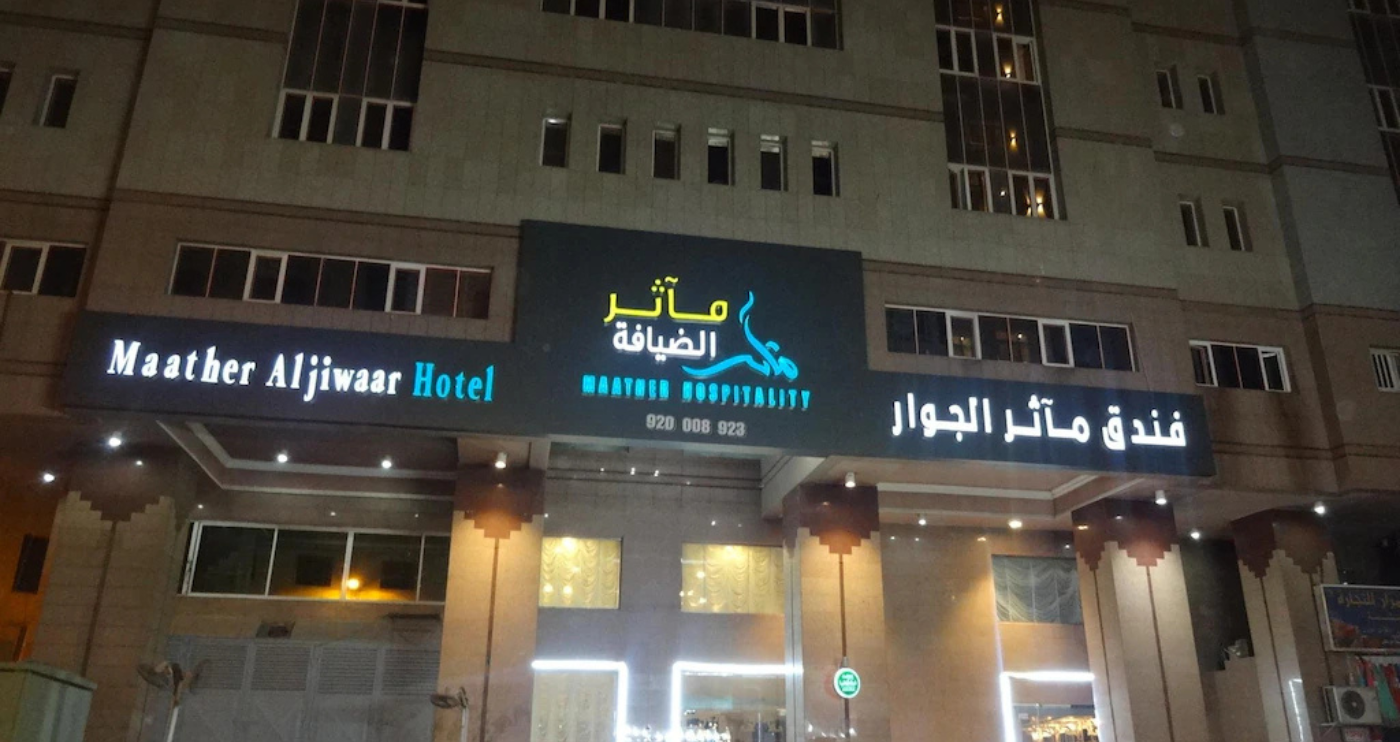 Maather Aljiwaar Hotel
مآثر
الضيافة
MAATHER HOSPITALITY
920 008 923
فندق مآثر الجوار